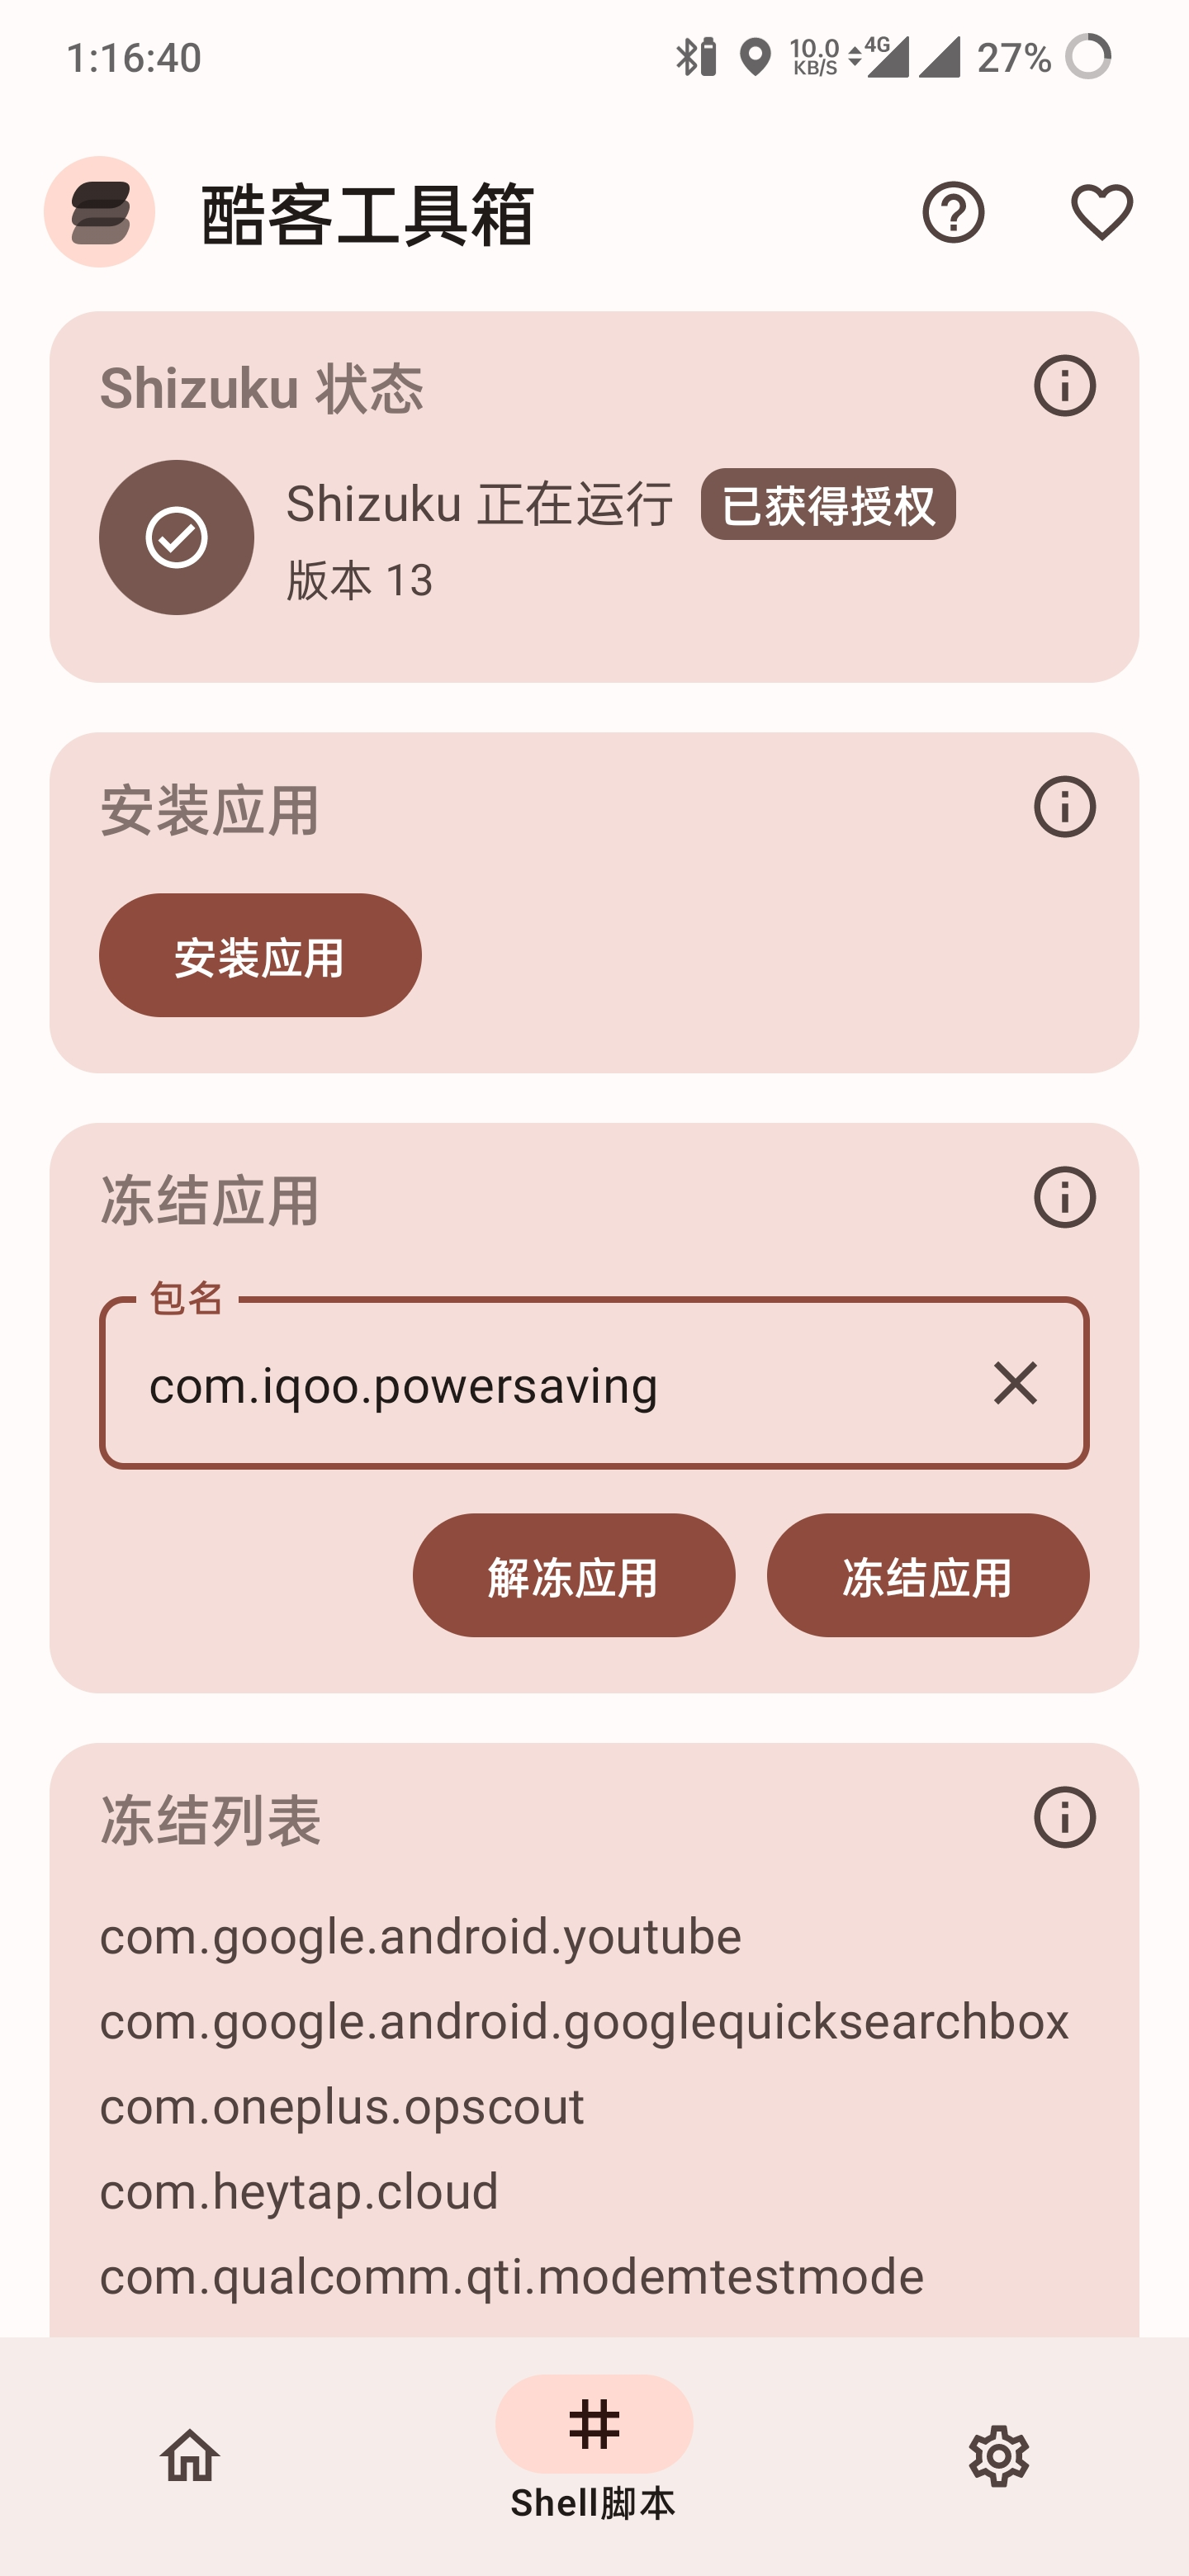 1:16:40
10.0 KB/S 4G 27%
酷客工具箱
Shizuku 状态
Shizuku 正在运行 已获得授权
版本 13
安装应用
安装应用
冻结应用
包名
com.iqoo.powersaving
解冻应用 冻结应用
冻结列表
com.google.android.youtube
com.google.android.googlequicksearchbox
com.oneplus.opscout
com.heytap.cloud
com.qualcomm.qti.modemtestmode
Shell脚本